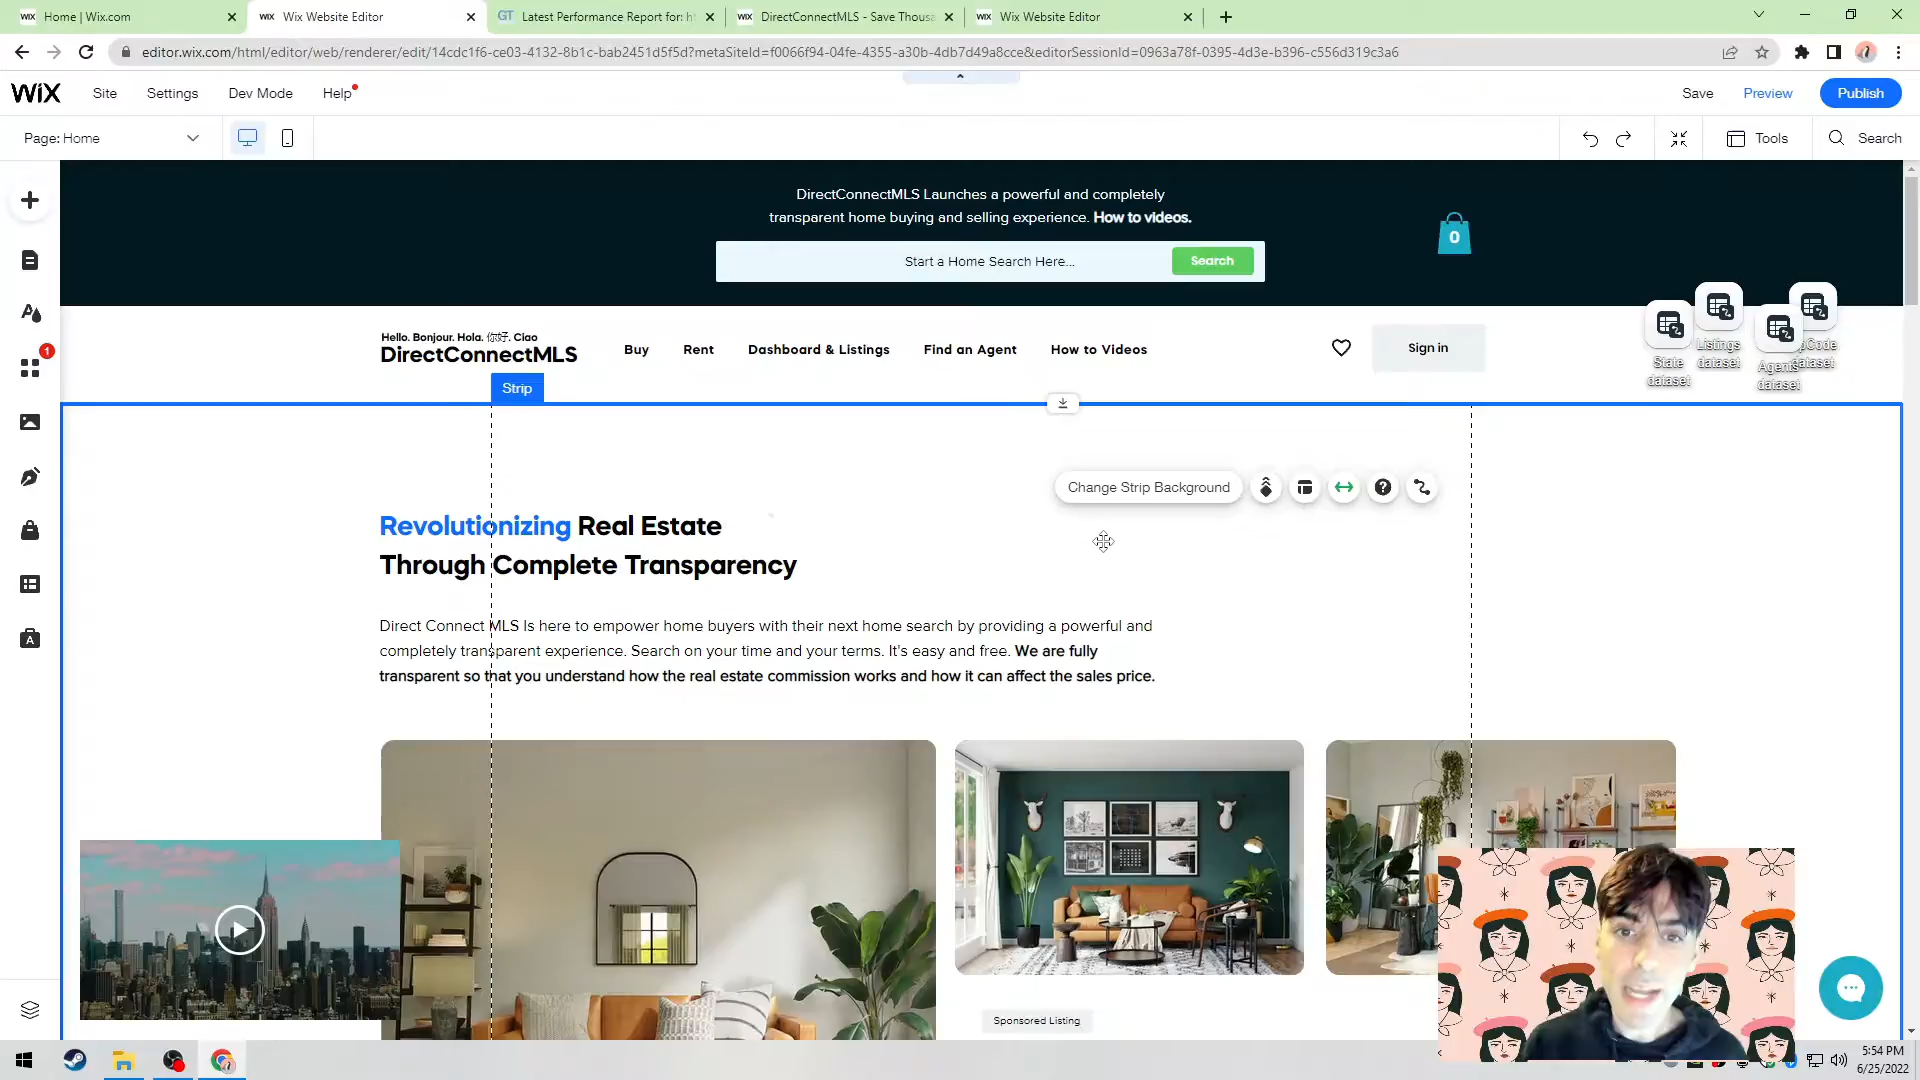 Home | Wix.com
Wix Website Editor
Latest Performance Report for: h
DirectConnectMLS - Save Thousa
Wix Website Editor
editor.wix.com/html/editor/web/renderer/edit/14cdc1f6-ce03-4132-8b1c-bab2451d5f5d?metaSiteId=f0066f94-04fe-4355-a30b-4db7d49a8cce&editorSessionId=0963a78f-0395-4d3e-b396-c556d319c3a6
WIX Site Settings Dev Mode Help Save Preview Publish
Page: Home Tools Search
DirectConnectMLS Launches a powerful and completely
transparent home buying and selling experience. How to videos.
0
Start a Home Search Here... Search
Hello. Bonjour. Hola. 你好. Ciao
DirectConnectMLS
Buy Rent Dashboard & Listings Find an Agent How to Videos Sign in
State
dataset
Listings
dataset
Agents
dataset
Strip
1
Change Strip Background
Revolutionizing Real Estate
Through Complete Transparency
Direct Connect MLS Is here to empower home buyers with their next home search by providing a powerful and
completely transparent experience. Search on your time and your terms. It's easy and free. We are fully
transparent so that you understand how the real estate commission works and how it can affect the sales price.
Sponsored Listing
5:54 PM
6/25/2022